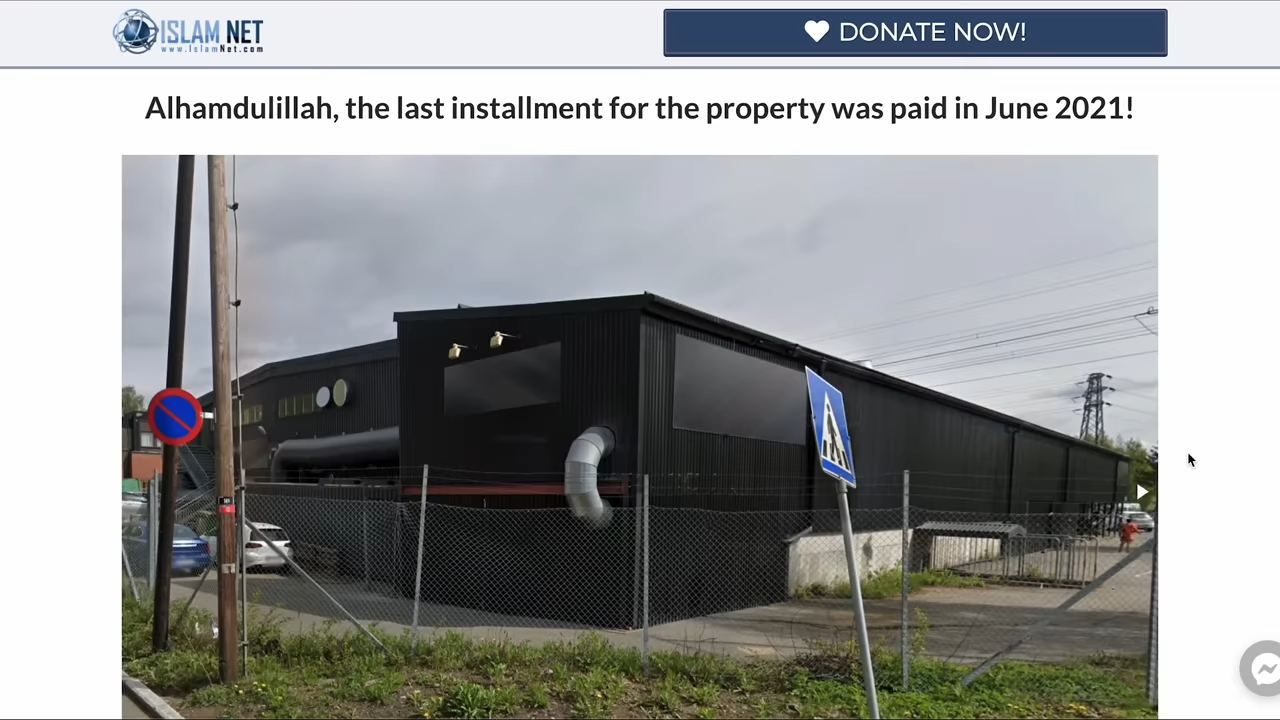 ISLAM NET
www.IslamNet.com
DONATE NOW!
Alhamdulillah, the last installment for the property was paid in June 2021!